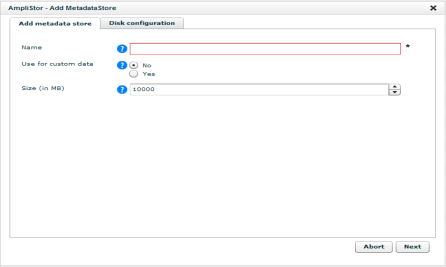 AmpliStor - Add MetadataStore
Add metadata store
Disk configuration
Name
*
Use for custom data
No
Yes
Size (in MB)
10000
Abort
Next